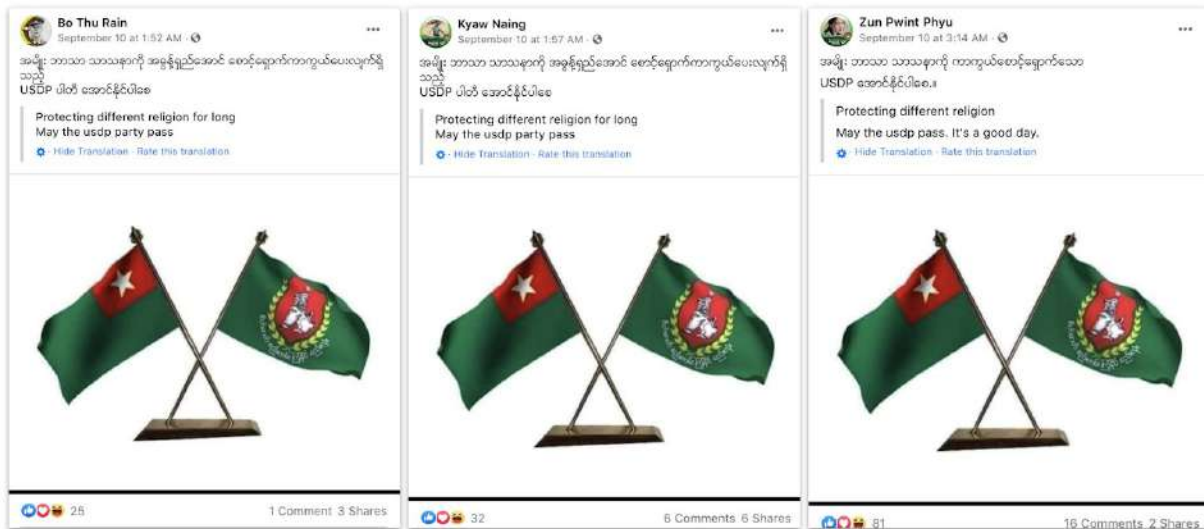 Bo Thu Rain
September 10 at 1:52 AM ·
အမျိုး ဘာသာ သာသနာကို အဓွန့်ရှည်အောင် စောင့်ရှောက်ကာကွယ်ပေးလျက်ရှိ
သည့်
USDP ပါတီ အောင်နိုင်ပါစေ
Protecting different religion for long
May the usdp party pass
· Hide Translation · Rate this translation
25
1 Comment 3 Shares
Kyaw Naing
September 10 at 1:57 AM ·
အမျိုး ဘာသာ သာသနာကို အဓွန့်ရှည်အောင် စောင့်ရှောက်ကာကွယ်ပေးလျက်ရှိ
သည့်
USDP ပါတီ အောင်နိုင်ပါစေ
Protecting different religion for long
May the usdp party pass
· Hide Translation · Rate this translation
32
6 Comments 6 Shares
Zun Pwint Phyu
September 10 at 3:14 AM ·
အမျိုး ဘာသာ သာသနာကို ကာကွယ်စောင့်ရှောက်သော
USDP အောင်နိုင်ပါစေ.။
Protecting different religion
May the usdp pass. It's a good day.
· Hide Translation · Rate this translation
81
16 Comments 2 Shares